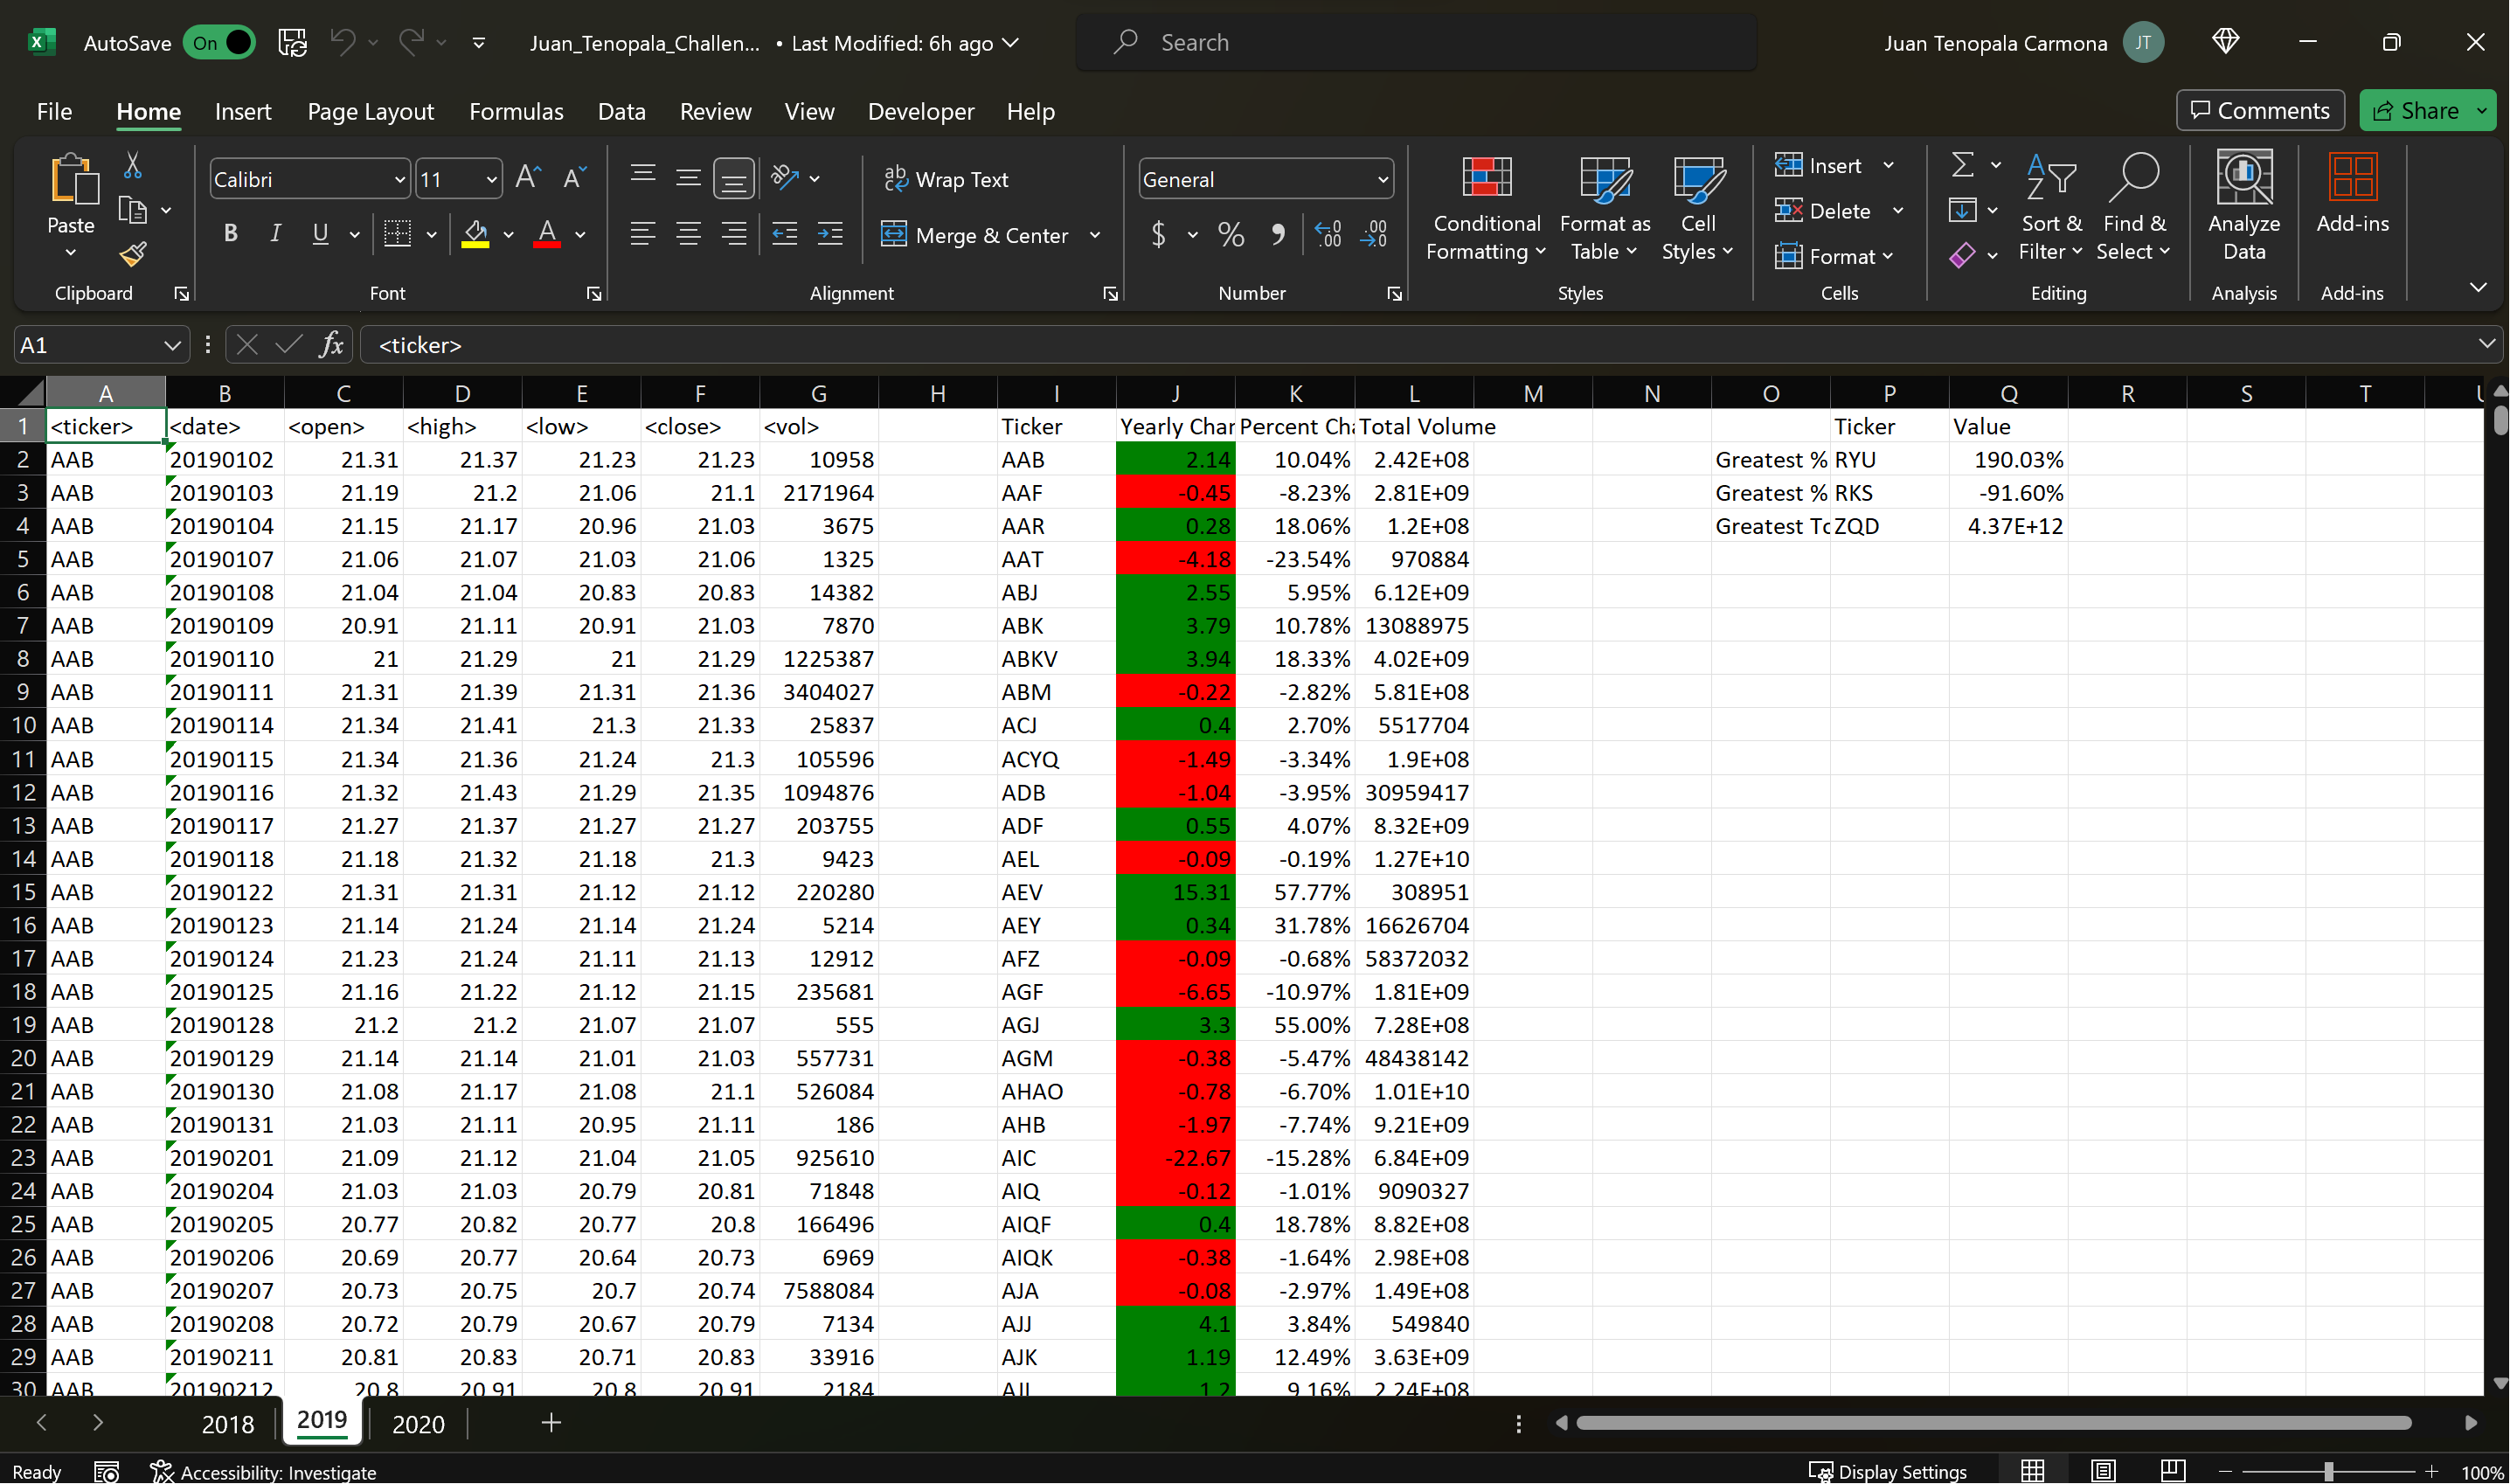 AutoSave On Juan_Tenopala_Challen... • Last Modified: 6h ago Search Juan Tenopala Carmona JT
File Home Insert Page Layout Formulas Data Review View Developer Help Comments Share
Paste Calibri 11 Wrap Text General Conditional Formatting Format as Table Cell Styles Insert Sort & Filter Find & Select Analyze Data Add-ins
B I U Merge & Center $ % Delete
Format
Clipboard Font Alignment Number Styles Cells Editing Analysis Add-ins
A1 fx <ticker>
A B C D E F G H I J K L M N O P Q R S T
1 <ticker> <date> <open> <high> <low> <close> <vol> Ticker Yearly Char Percent Cha Total Volume Ticker Value
2 AAB 20190102 21.31 21.37 21.23 21.23 10958 AAB 2.14 10.04% 2.42E+08 Greatest % RYU 190.03%
3 AAB 20190103 21.19 21.2 21.06 21.1 2171964 AAF -0.45 -8.23% 2.81E+09 Greatest % RKS -91.60%
4 AAB 20190104 21.15 21.17 20.96 21.03 3675 AAR 0.28 18.06% 1.2E+08 Greatest To ZQD 4.37E+12
5 AAB 20190107 21.06 21.07 21.03 21.06 1325 AAT -4.18 -23.54% 970884
6 AAB 20190108 21.04 21.04 20.83 20.83 14382 ABJ 2.55 5.95% 6.12E+09
7 AAB 20190109 20.91 21.11 20.91 21.03 7870 ABK 3.79 10.78% 13088975
8 AAB 20190110 21 21.29 21 21.29 1225387 ABKV 3.94 18.33% 4.02E+09
9 AAB 20190111 21.31 21.39 21.31 21.36 3404027 ABM -0.22 -2.82% 5.81E+08
10 AAB 20190114 21.34 21.41 21.3 21.33 25837 ACJ 0.4 2.70% 5517704
11 AAB 20190115 21.34 21.36 21.24 21.3 105596 ACYQ -1.49 -3.34% 1.9E+08
12 AAB 20190116 21.32 21.43 21.29 21.35 1094876 ADB -1.04 -3.95% 30959417
13 AAB 20190117 21.27 21.37 21.27 21.27 203755 ADF 0.55 4.07% 8.32E+09
14 AAB 20190118 21.18 21.32 21.18 21.3 9423 AEL -0.09 -0.19% 1.27E+10
15 AAB 20190122 21.31 21.31 21.12 21.12 220280 AEV 15.31 57.77% 308951
16 AAB 20190123 21.14 21.24 21.14 21.24 5214 AEY 0.34 31.78% 16626704
17 AAB 20190124 21.23 21.24 21.11 21.13 12912 AFZ -0.09 -0.68% 58372032
18 AAB 20190125 21.16 21.22 21.12 21.15 235681 AGF -6.65 -10.97% 1.81E+09
19 AAB 20190128 21.2 21.2 21.07 21.07 555 AGJ 3.3 55.00% 7.28E+08
20 AAB 20190129 21.14 21.14 21.01 21.03 557731 AGM -0.38 -5.47% 48438142
21 AAB 20190130 21.08 21.17 21.08 21.1 526084 AHAO -0.78 -6.70% 1.01E+10
22 AAB 20190131 21.03 21.11 20.95 21.11 186 AHB -1.97 -7.74% 9.21E+09
23 AAB 20190201 21.09 21.12 21.04 21.05 925610 AIC -22.67 -15.28% 6.84E+09
24 AAB 20190204 21.03 21.03 20.79 20.81 71848 AIQ -0.12 -1.01% 9090327
25 AAB 20190205 20.77 20.82 20.77 20.8 166496 AIQF 0.4 18.78% 8.82E+08
26 AAB 20190206 20.69 20.77 20.64 20.73 6969 AIQK -0.38 -1.64% 2.98E+08
27 AAB 20190207 20.73 20.75 20.7 20.74 7588084 AJA -0.08 -2.97% 1.49E+08
28 AAB 20190208 20.72 20.79 20.67 20.79 7134 AJJ 4.1 3.84% 549840
29 AAB 20190211 20.81 20.83 20.71 20.83 33916 AJK 1.19 12.49% 3.63E+09
30 AAB 20190212 20.8 20.91 20.8 20.91 2184 1.2 9.16% 2.24E+08
2018 2019 2020
Ready Accessibility: Investigate Display Settings 100%